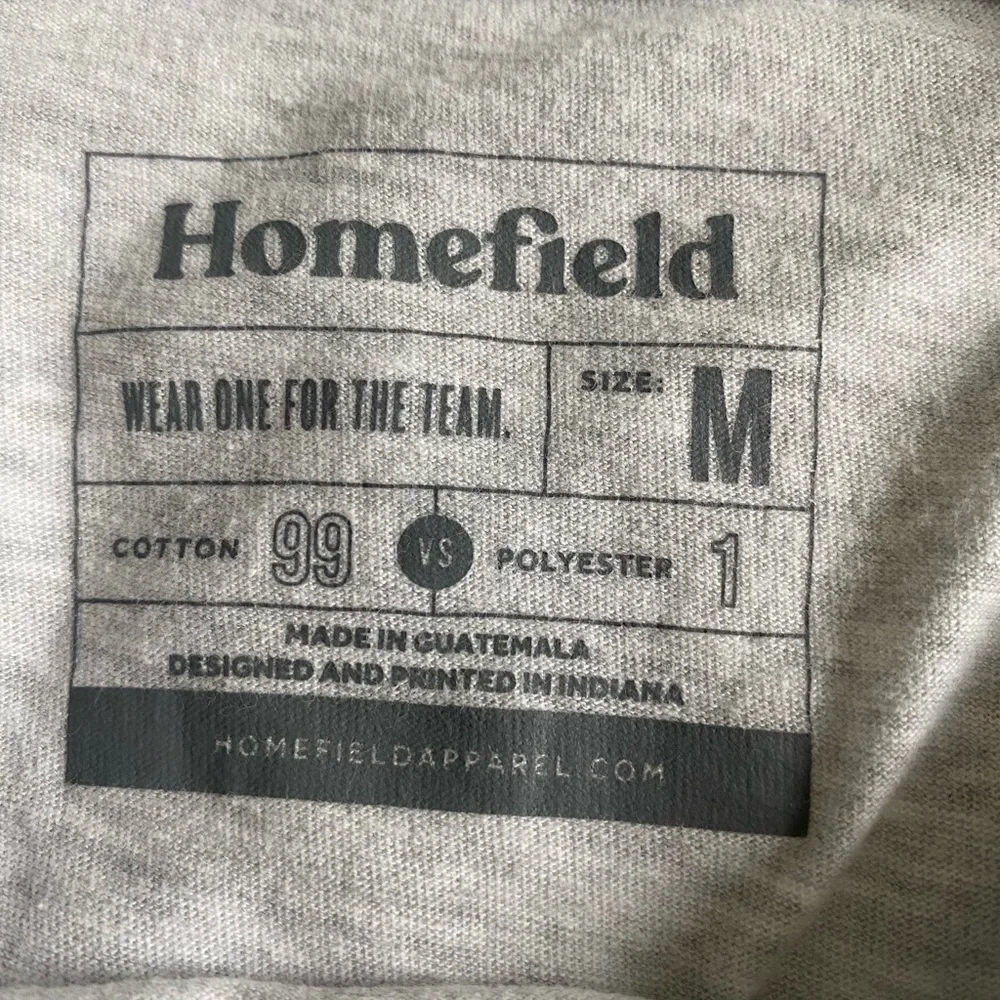 Homefield
WEAR ONE FOR THE TEAM.
SIZE: M
COTTON 99 VS POLYESTER 1
MADE IN GUATEMALA
DESIGNED AND PRINTED IN INDIANA
HOMEFIELDAPPAREL.COM